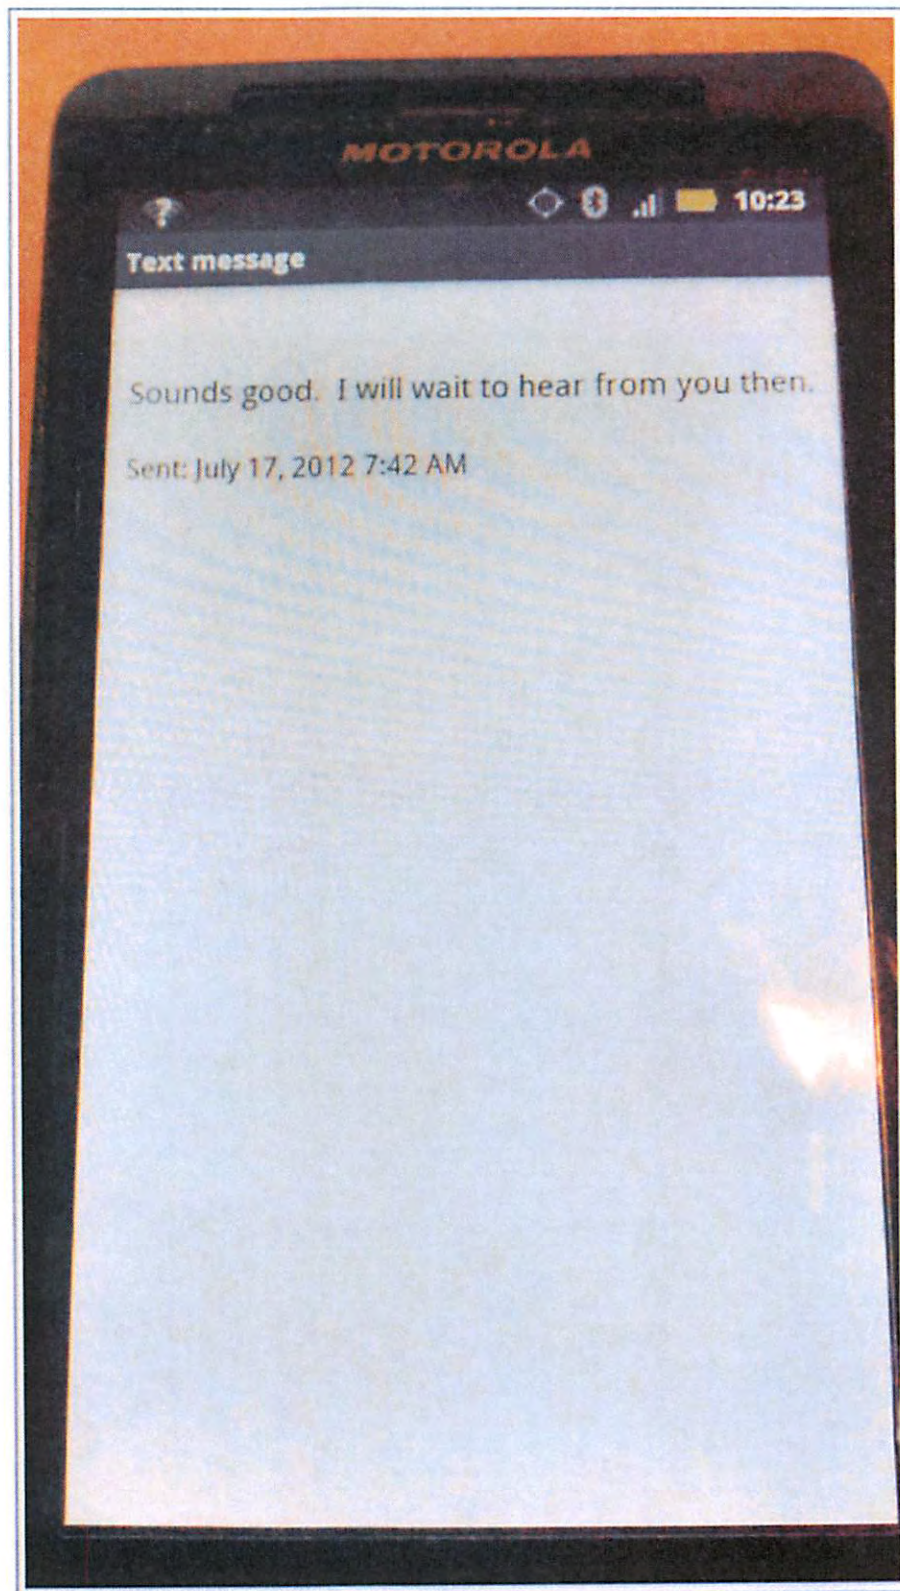 MOTOROLA
10:23
Text message
Sounds good.  I will wait to hear from you then.
Sent: July 17, 2012 7:42 AM